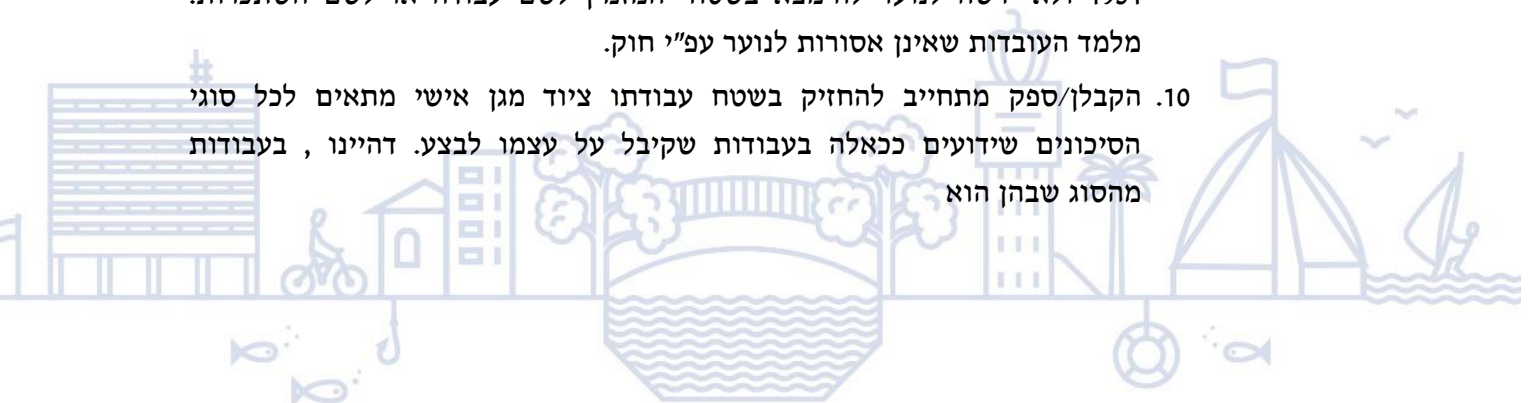 מלמד העובדות שאינן אסורות לנוער עפ"י חוק.
10. הקבלן/ספק מתחייב להחזיק בשטח עבודתו ציוד מגן אישי מתאים לכל סוגי
הסיכונים שידועים ככאלה בעבודות שקיבל על עצמו לבצע. דהיינו , בעבודות
מהסוג שבהן הוא